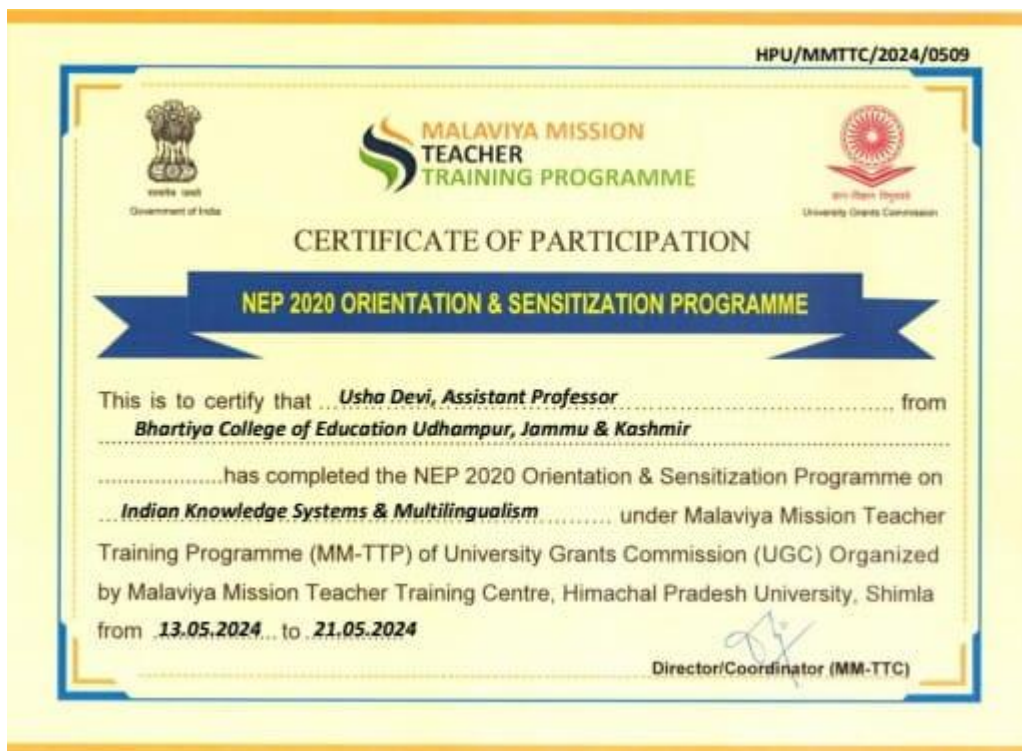 HPU/MMTTC/2024/0509
MALAVIYA MISSION
TEACHER
TRAINING PROGRAMME
Government of India
University Grants Commission
CERTIFICATE OF PARTICIPATION
NEP 2020 ORIENTATION & SENSITIZATION PROGRAMME
This is to certify that ...Usha Devi, Assistant Professor.......... from
Bhartiya College of Education Udhampur, Jammu & Kashmir
....................has completed the NEP 2020 Orientation & Sensitization Programme on
...Indian Knowledge Systems & Multilingualism.......... under Malaviya Mission Teacher
Training Programme (MM-TTP) of University Grants Commission (UGC) Organized
by Malaviya Mission Teacher Training Centre, Himachal Pradesh University, Shimla
from .13.05.2024... to .21.05.2024
Director/Coordinator (MM-TTC)